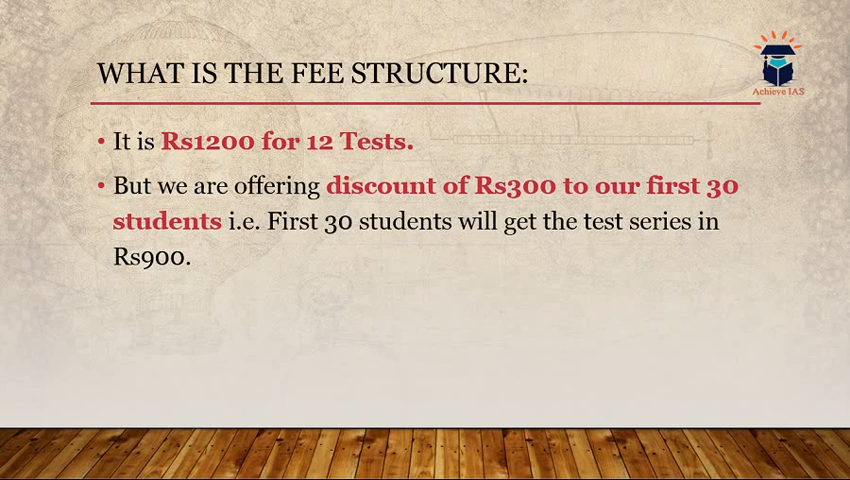 WHAT IS THE FEE STRUCTURE:
Achieve IAS
• It is Rs1200 for 12 Tests.
• But we are offering discount of Rs300 to our first 30
students i.e. First 30 students will get the test series in
Rs900.